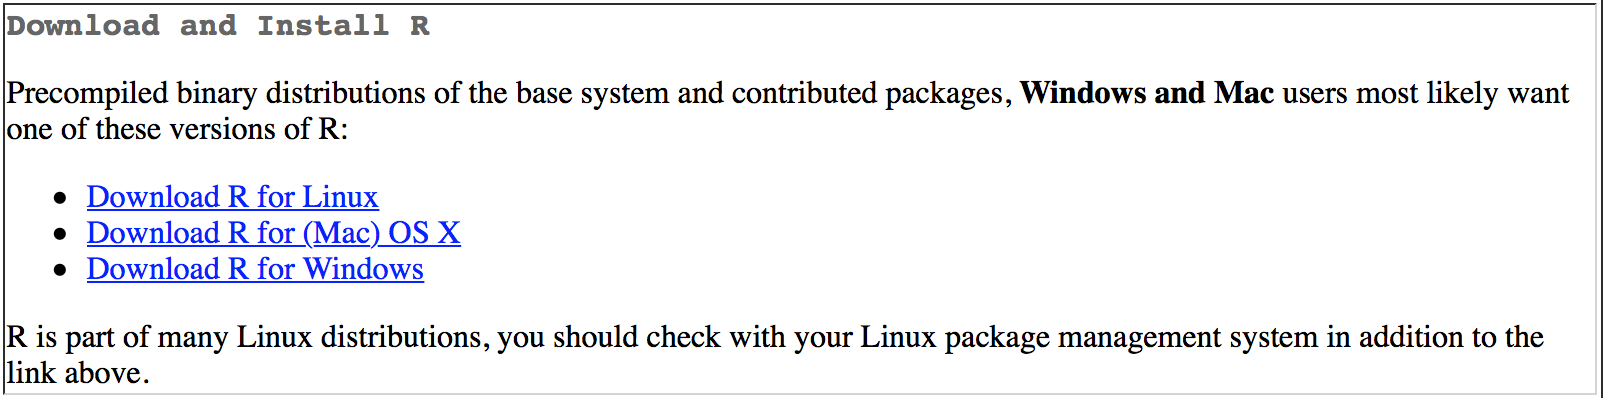 Download and Install R
Precompiled binary distributions of the base system and contributed packages, Windows and Mac users most likely want
one of these versions of R:
• Download R for Linux
• Download R for (Mac) OS X
• Download R for Windows
R is part of many Linux distributions, you should check with your Linux package management system in addition to the
link above.